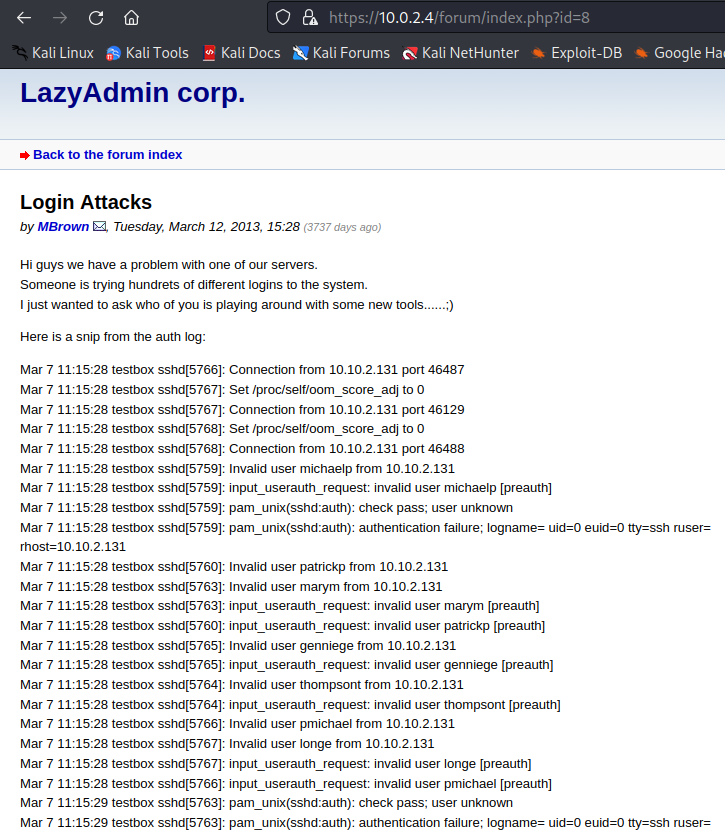 https://10.0.2.4/forum/index.php?id=8
Kali Linux Kali Tools Kali Docs Kali Forums Kali NetHunter Exploit-DB Google Ha
LazyAdmin corp.
Back to the forum index
Login Attacks
by MBrown , Tuesday, March 12, 2013, 15:28 (3737 days ago)
Hi guys we have a problem with one of our servers.
Someone is trying hundrets of different logins to the system.
I just wanted to ask who of you is playing around with some new tools......;)
Here is a snip from the auth log:
Mar 7 11:15:28 testbox sshd[5766]: Connection from 10.10.2.131 port 46487
Mar 7 11:15:28 testbox sshd[5767]: Set /proc/self/oom_score_adj to 0
Mar 7 11:15:28 testbox sshd[5767]: Connection from 10.10.2.131 port 46129
Mar 7 11:15:28 testbox sshd[5768]: Set /proc/self/oom_score_adj to 0
Mar 7 11:15:28 testbox sshd[5768]: Connection from 10.10.2.131 port 46488
Mar 7 11:15:28 testbox sshd[5759]: Invalid user michaelp from 10.10.2.131
Mar 7 11:15:28 testbox sshd[5759]: input_userauth_request: invalid user michaelp [preauth]
Mar 7 11:15:28 testbox sshd[5759]: pam_unix(sshd:auth): check pass; user unknown
Mar 7 11:15:28 testbox sshd[5759]: pam_unix(sshd:auth): authentication failure; logname= uid=0 euid=0 tty=ssh ruser=
rhost=10.10.2.131
Mar 7 11:15:28 testbox sshd[5760]: Invalid user patrickp from 10.10.2.131
Mar 7 11:15:28 testbox sshd[5763]: Invalid user marym from 10.10.2.131
Mar 7 11:15:28 testbox sshd[5763]: input_userauth_request: invalid user marym [preauth]
Mar 7 11:15:28 testbox sshd[5760]: input_userauth_request: invalid user patrickp [preauth]
Mar 7 11:15:28 testbox sshd[5765]: Invalid user genniege from 10.10.2.131
Mar 7 11:15:28 testbox sshd[5765]: input_userauth_request: invalid user genniege [preauth]
Mar 7 11:15:28 testbox sshd[5764]: Invalid user thompsont from 10.10.2.131
Mar 7 11:15:28 testbox sshd[5764]: input_userauth_request: invalid user thompsont [preauth]
Mar 7 11:15:28 testbox sshd[5766]: Invalid user pmichael from 10.10.2.131
Mar 7 11:15:28 testbox sshd[5767]: Invalid user longe from 10.10.2.131
Mar 7 11:15:28 testbox sshd[5767]: input_userauth_request: invalid user longe [preauth]
Mar 7 11:15:28 testbox sshd[5766]: input_userauth_request: invalid user pmichael [preauth]
Mar 7 11:15:29 testbox sshd[5763]: pam_unix(sshd:auth): check pass; user unknown
Mar 7 11:15:29 testbox sshd[5763]: pam_unix(sshd:auth): authentication failure; logname= uid=0 euid=0 tty=ssh ruser=